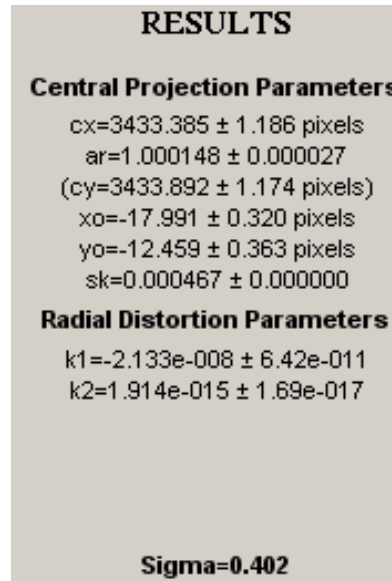 RESULTS
Central Projection Parameters
cx=3433.385 ± 1.186 pixels
ar=1.000148 ± 0.000027
(cy=3433.892 ± 1.174 pixels)
xo=-17.991 ± 0.320 pixels
yo=-12.459 ± 0.363 pixels
sk=0.000467 ± 0.000000
Radial Distortion Parameters
k1=-2.133e-008 ± 6.42e-011
k2=1.914e-015 ± 1.69e-017
Sigma=0.402